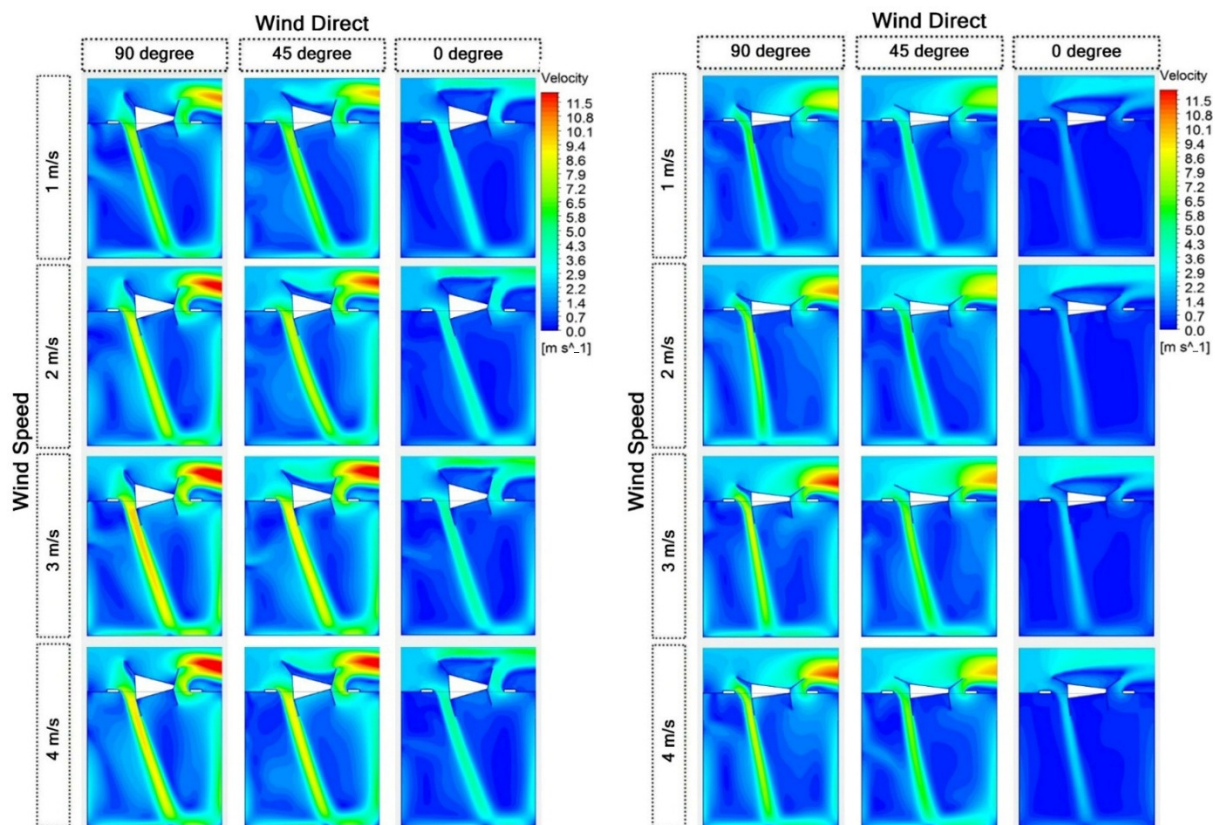 Wind Direct
90 degree 45 degree 0 degree
Velocity
11.5
10.8
10.1
9.4
8.6
7.9
7.2
6.5
5.8
5.0
4.3
3.6
2.9
2.2
1.4
0.7
0.0
[m s^_1]
Wind Speed
1 m/s
2 m/s
3 m/s
4 m/s
Wind Direct
90 degree 45 degree 0 degree
Velocity
11.5
10.8
10.1
9.4
8.6
7.9
7.2
6.5
5.8
5.0
4.3
3.6
2.9
2.2
1.4
0.7
0.0
[m s^_1]
Wind Speed
1 m/s
2 m/s
3 m/s
4 m/s